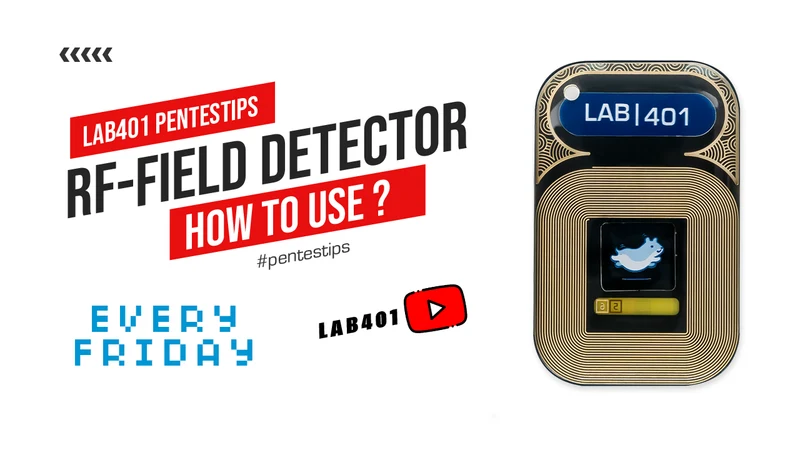 LAB401 PENTESTIPS
RF-FIELD DETECTOR
HOW TO USE ?
#pentestips
EVERY
FRIDAY
LAB401
LAB|401